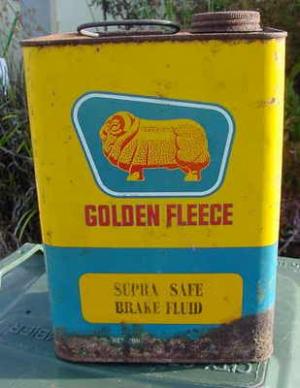 GOLDEN FLEECE
SUPRA SAFE
BRAKE FLUID